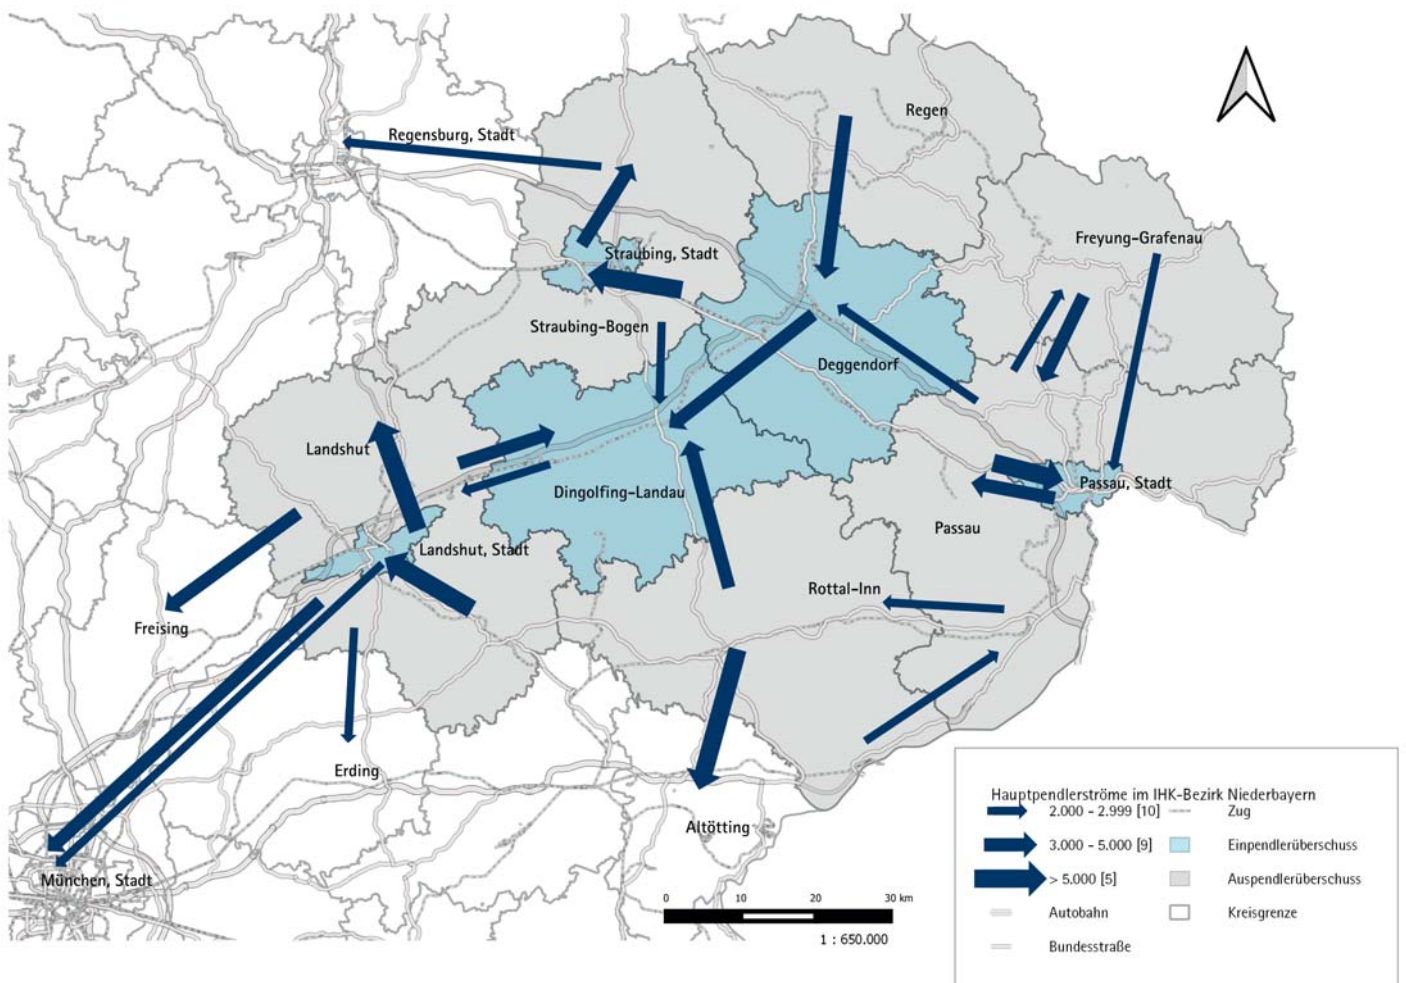 Regen
Regensburg, Stadt
Freyung-Grafenau
Straubing, Stadt
Straubing-Bogen
Deggendorf
Landshut
Passau, Stadt
Dingolfing-Landau
Passau
Landshut, Stadt
Rottal-Inn
Freising
Erding
Altötting
München, Stadt
0 10 20 30 km
1 : 650.000
Hauptpendlerströme im IHK-Bezirk Niederbayern
2.000 - 2.999 [10] Zug
3.000 - 5.000 [9] Einpendlerüberschuss
> 5.000 [5] Auspendlerüberschuss
Autobahn Kreisgrenze
Bundesstraße